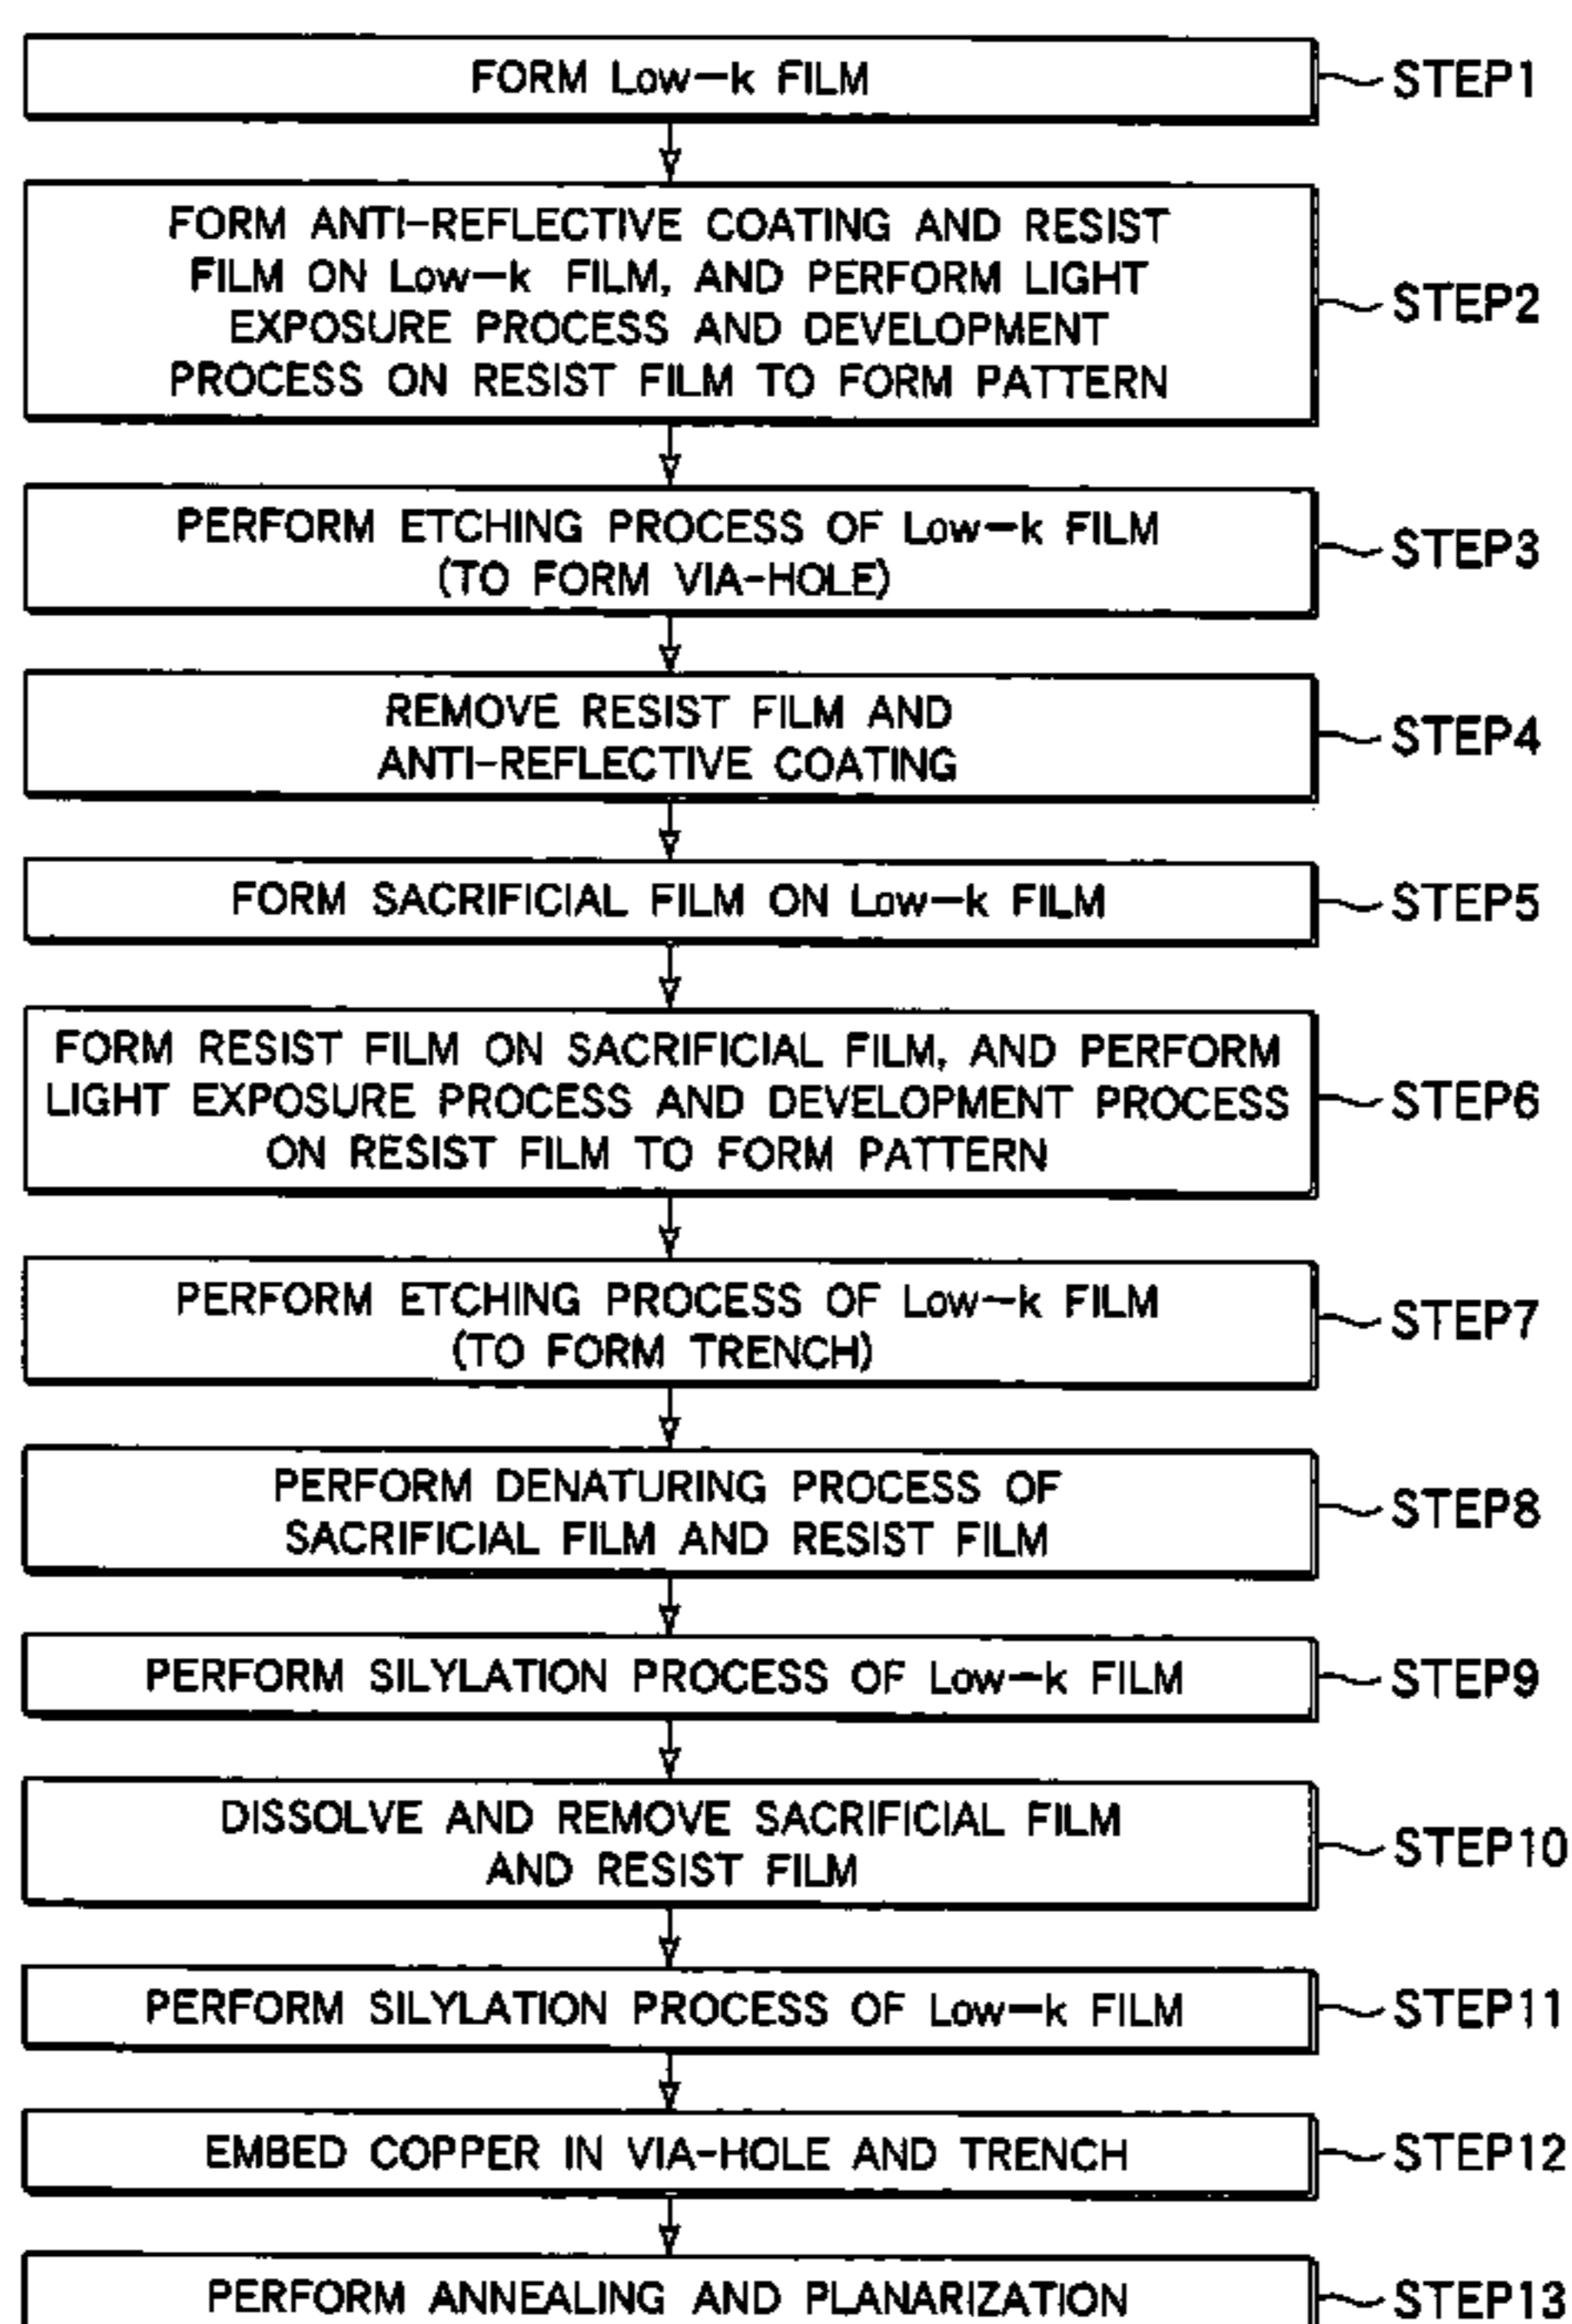 FORM Low-k FILM
STEP1
FORM ANTI-REFLECTIVE COATING AND RESIST
FILM ON Low-k FILM, AND PERFORM LIGHT
EXPOSURE PROCESS AND DEVELOPMENT
PROCESS ON RESIST FILM TO FORM PATTERN
STEP2
PERFORM ETCHING PROCESS OF Low-k FILM
(TO FORM VIA-HOLE)
STEP3
REMOVE RESIST FILM AND
ANTI-REFLECTIVE COATING
STEP4
FORM SACRIFICIAL FILM ON Low-k FILM
STEP5
FORM RESIST FILM ON SACRIFICIAL FILM, AND PERFORM
LIGHT EXPOSURE PROCESS AND DEVELOPMENT PROCESS
ON RESIST FILM TO FORM PATTERN
STEP6
PERFORM ETCHING PROCESS OF Low-k FILM
(TO FORM TRENCH)
STEP7
PERFORM DENATURING PROCESS OF
SACRIFICIAL FILM AND RESIST FILM
STEP8
PERFORM SILYLATION PROCESS OF Low-k FILM
STEP9
DISSOLVE AND REMOVE SACRIFICIAL FILM
AND RESIST FILM
STEP10
PERFORM SILYLATION PROCESS OF Low-k FILM
STEP11
EMBED COPPER IN VIA-HOLE AND TRENCH
STEP12
PERFORM ANNEALING AND PLANARIZATION
STEP13